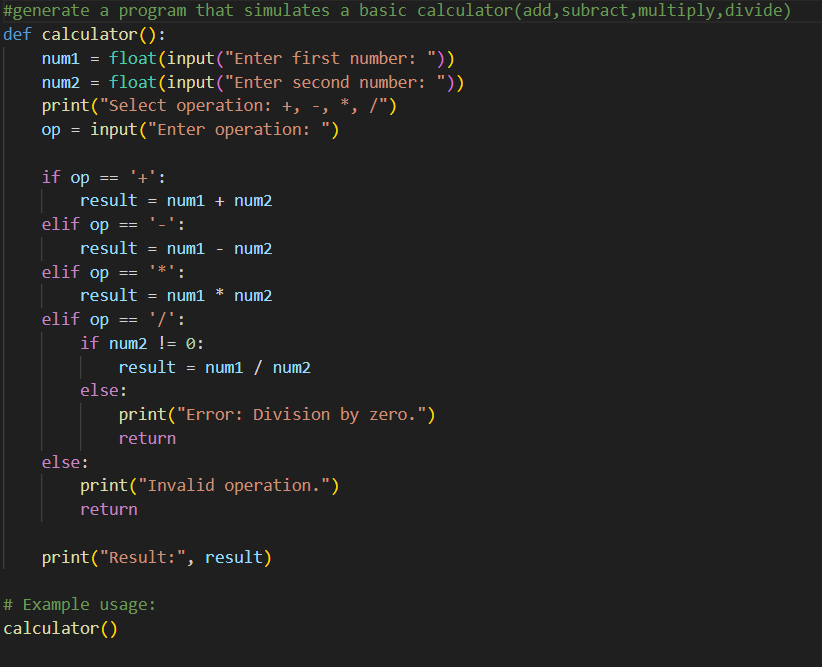 #generate a program that simulates a basic calculator(add,subract,multiply,divide)
def calculator():
    num1 = float(input("Enter first number: "))
    num2 = float(input("Enter second number: "))
    print("Select operation: +, -, *, /")
    op = input("Enter operation: ")

    if op == '+':
        result = num1 + num2
    elif op == '-':
        result = num1 - num2
    elif op == '*':
        result = num1 * num2
    elif op == '/':
        if num2 != 0:
            result = num1 / num2
        else:
            print("Error: Division by zero.")
            return
    else:
        print("Invalid operation.")
        return

    print("Result:", result)

# Example usage:
calculator()